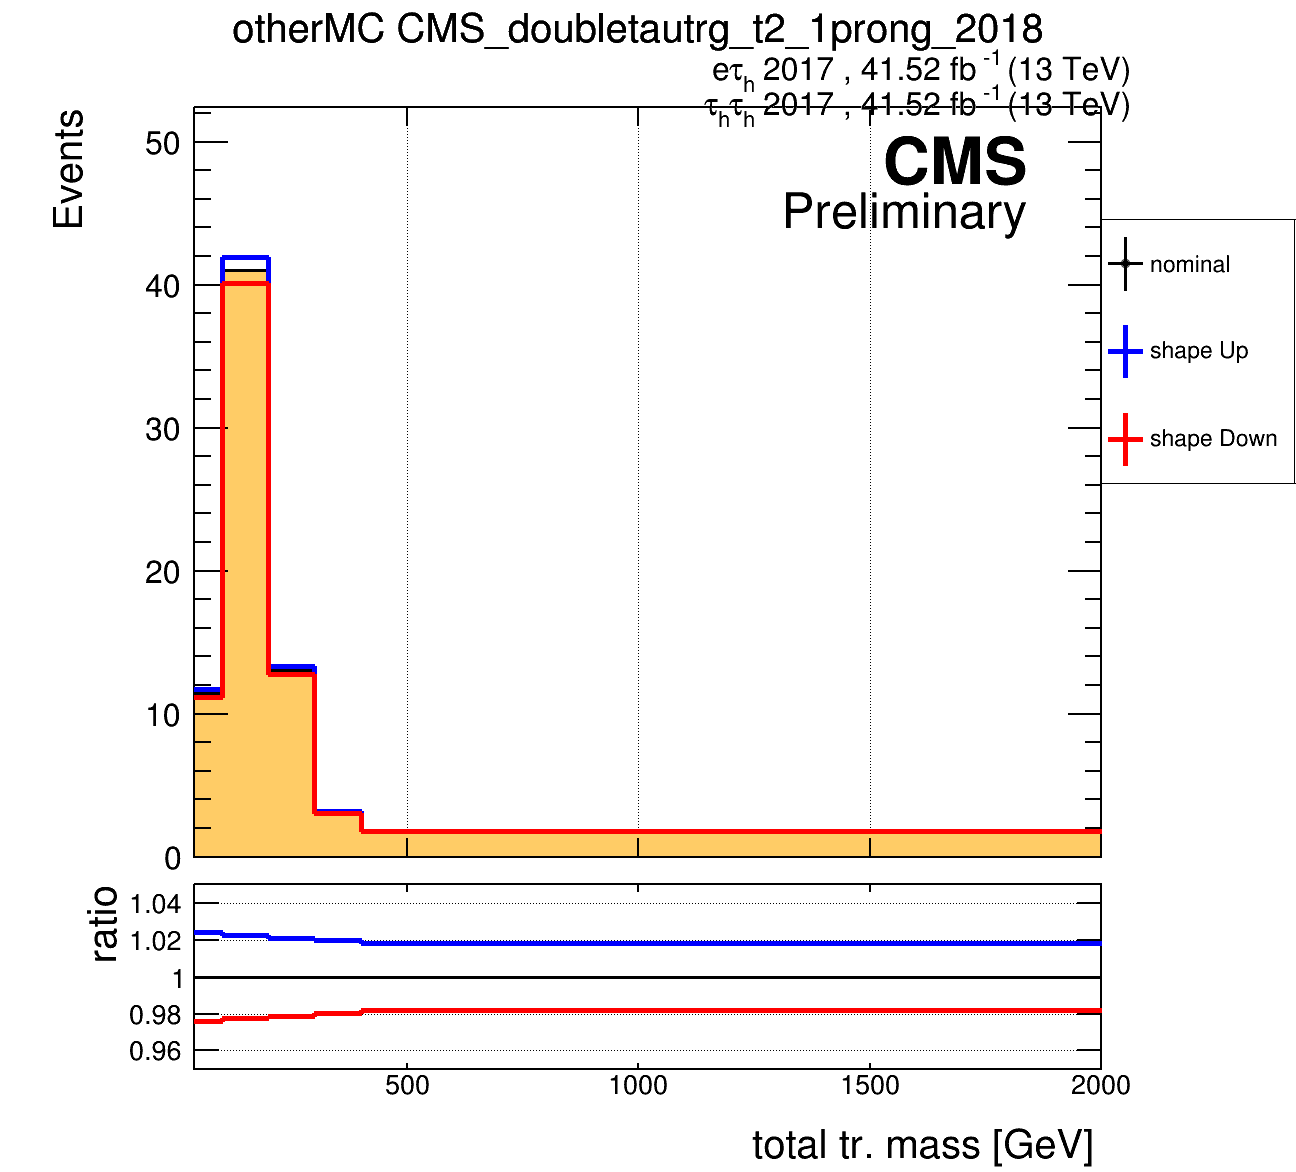 otherMC CMS_doubletautrg_t2_1prong_2018
eτh 2017 , 41.52 fb -1 (13 TeV)
τhτh 2017 , 41.52 fb -1 (13 TeV)
CMS
Preliminary
Events
50
40
30
20
10
0
nominal
shape Up
shape Down
ratio
1.04
1.02
1
0.98
0.96
500 1000 1500 2000
total tr. mass [GeV]